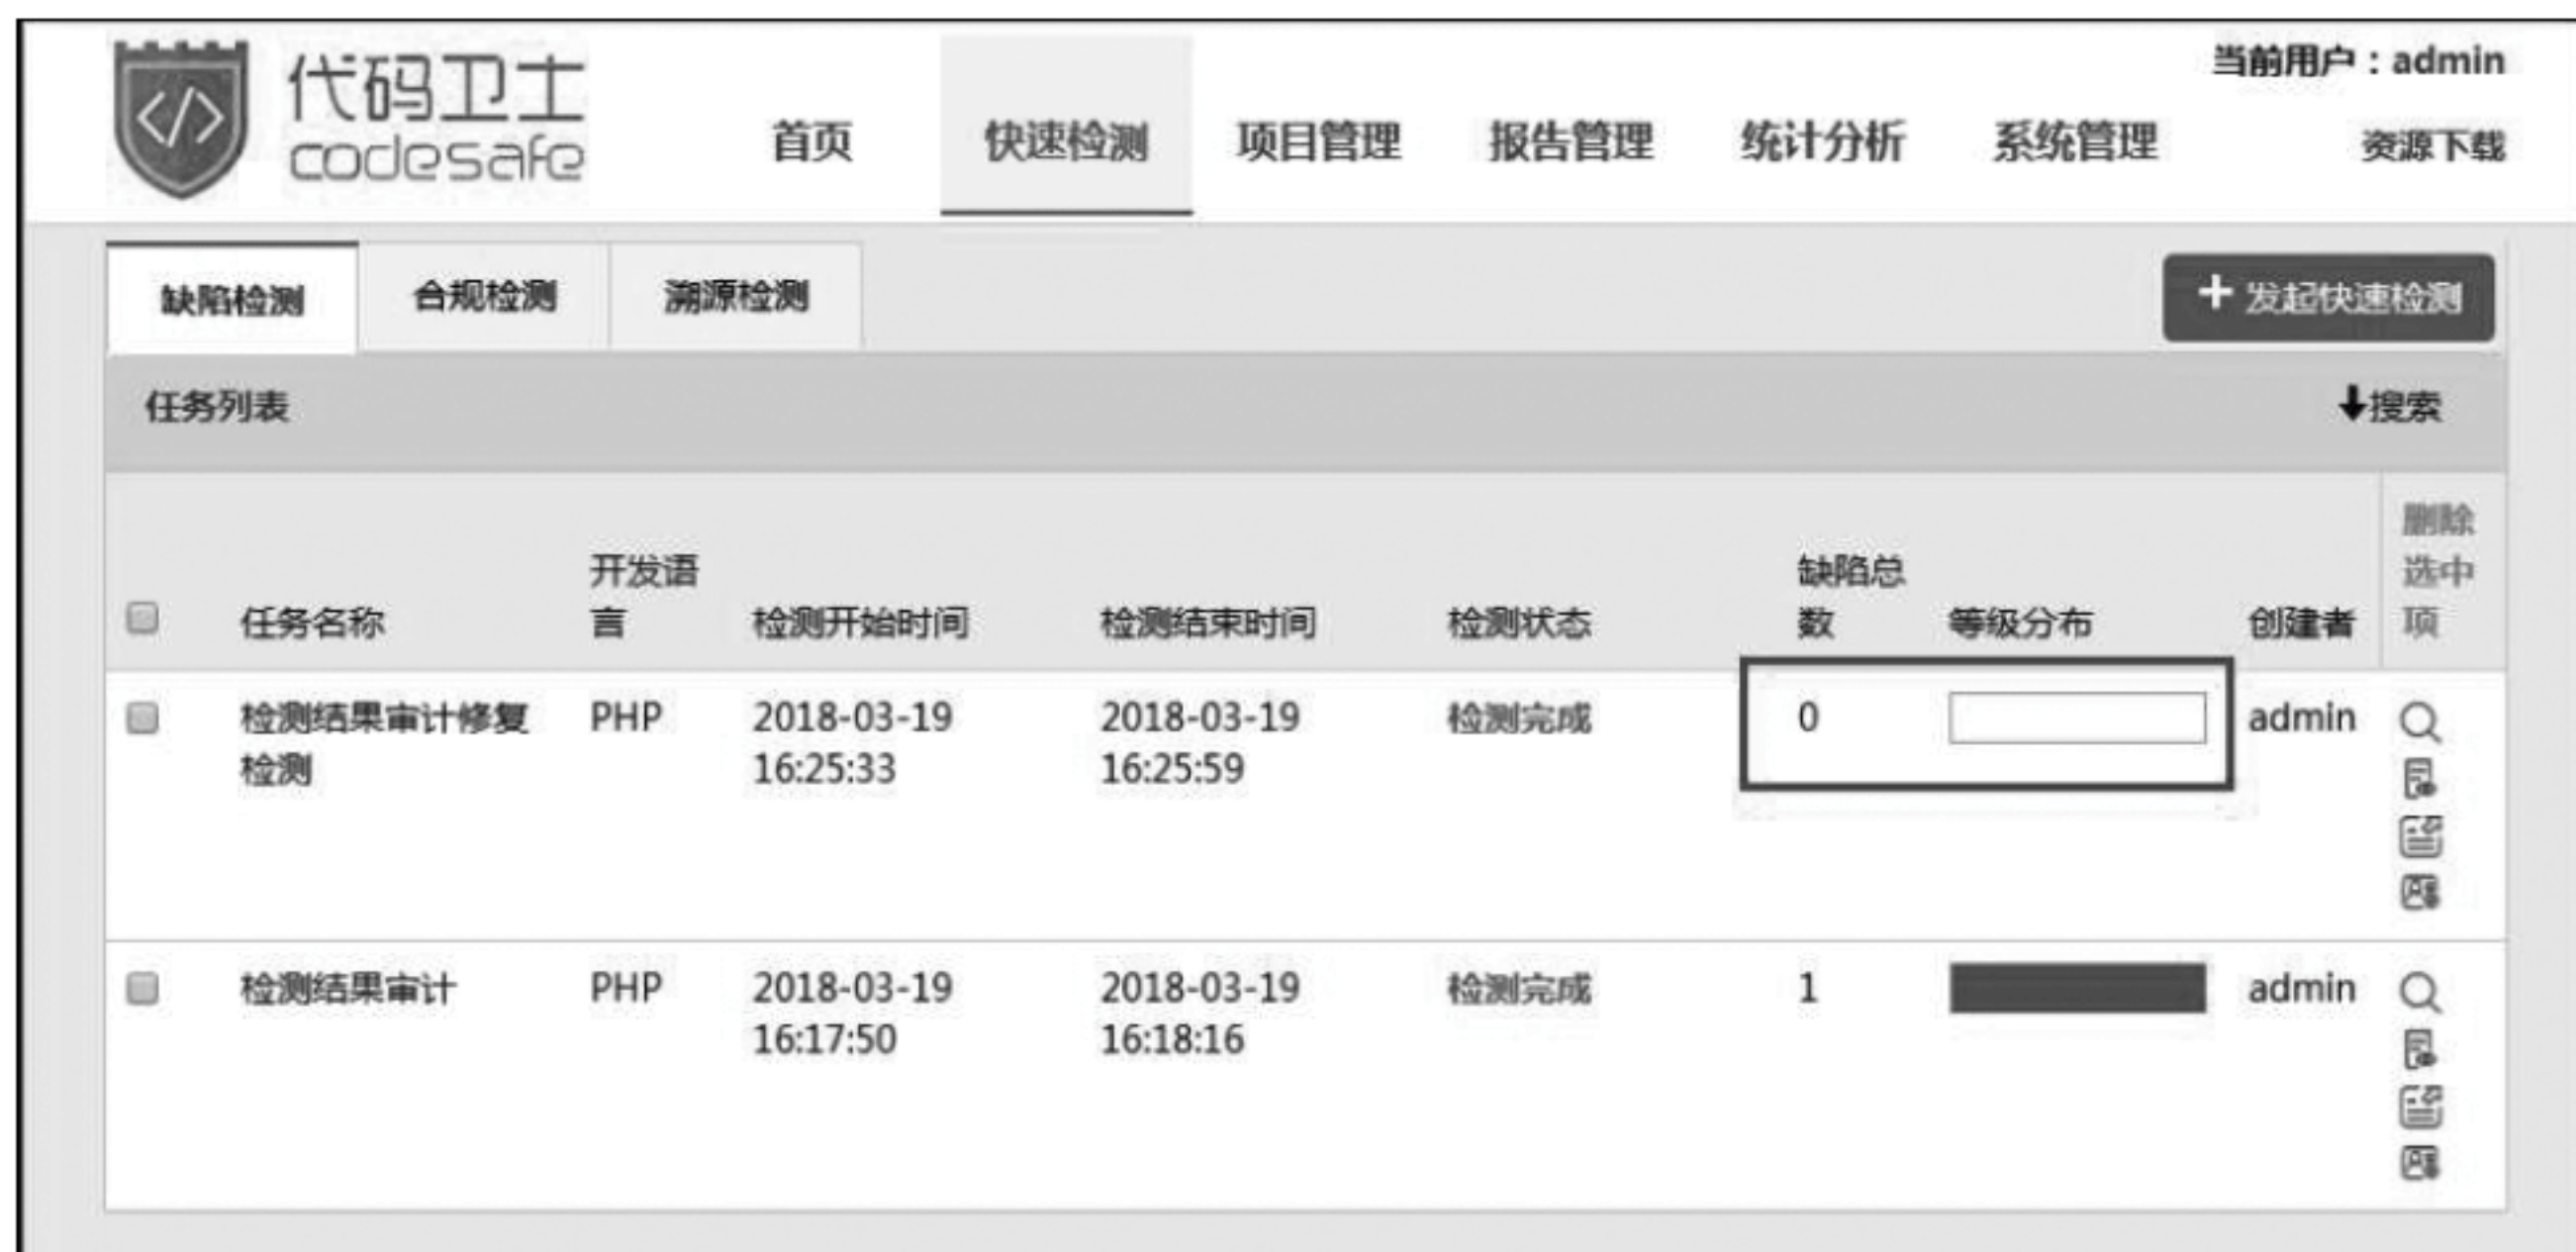 当前用户：admin
代码卫士
codesafe
首页 快速检测 项目管理 报告管理 统计分析 系统管理 资源下载
缺陷检测 合规检测 溯源检测 + 发起快速检测
任务列表 搜索
任务名称 开发语言 检测开始时间 检测结束时间 检测状态 缺陷总数 等级分布 创建者 删除选中项
检测结果审计修复 PHP 2018-03-19 2018-03-19 检测完成 0 admin
检测 16:25:33 16:25:59
检测结果审计 PHP 2018-03-19 2018-03-19 检测完成 1 admin
16:17:50 16:18:16